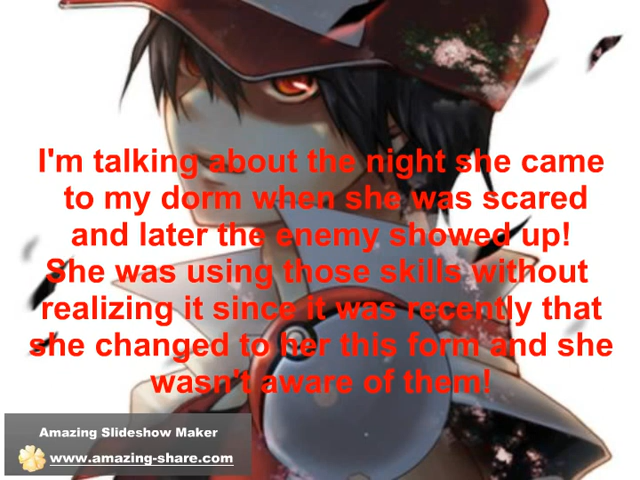 I'm talking about the night she came
to my dorm when she was scared
and later the enemy showed up!
She was using those skills without
realizing it since it was recently that
she changed to her this form and she
wasn't aware of them!
Amazing Slideshow Maker
www.amazing-share.com